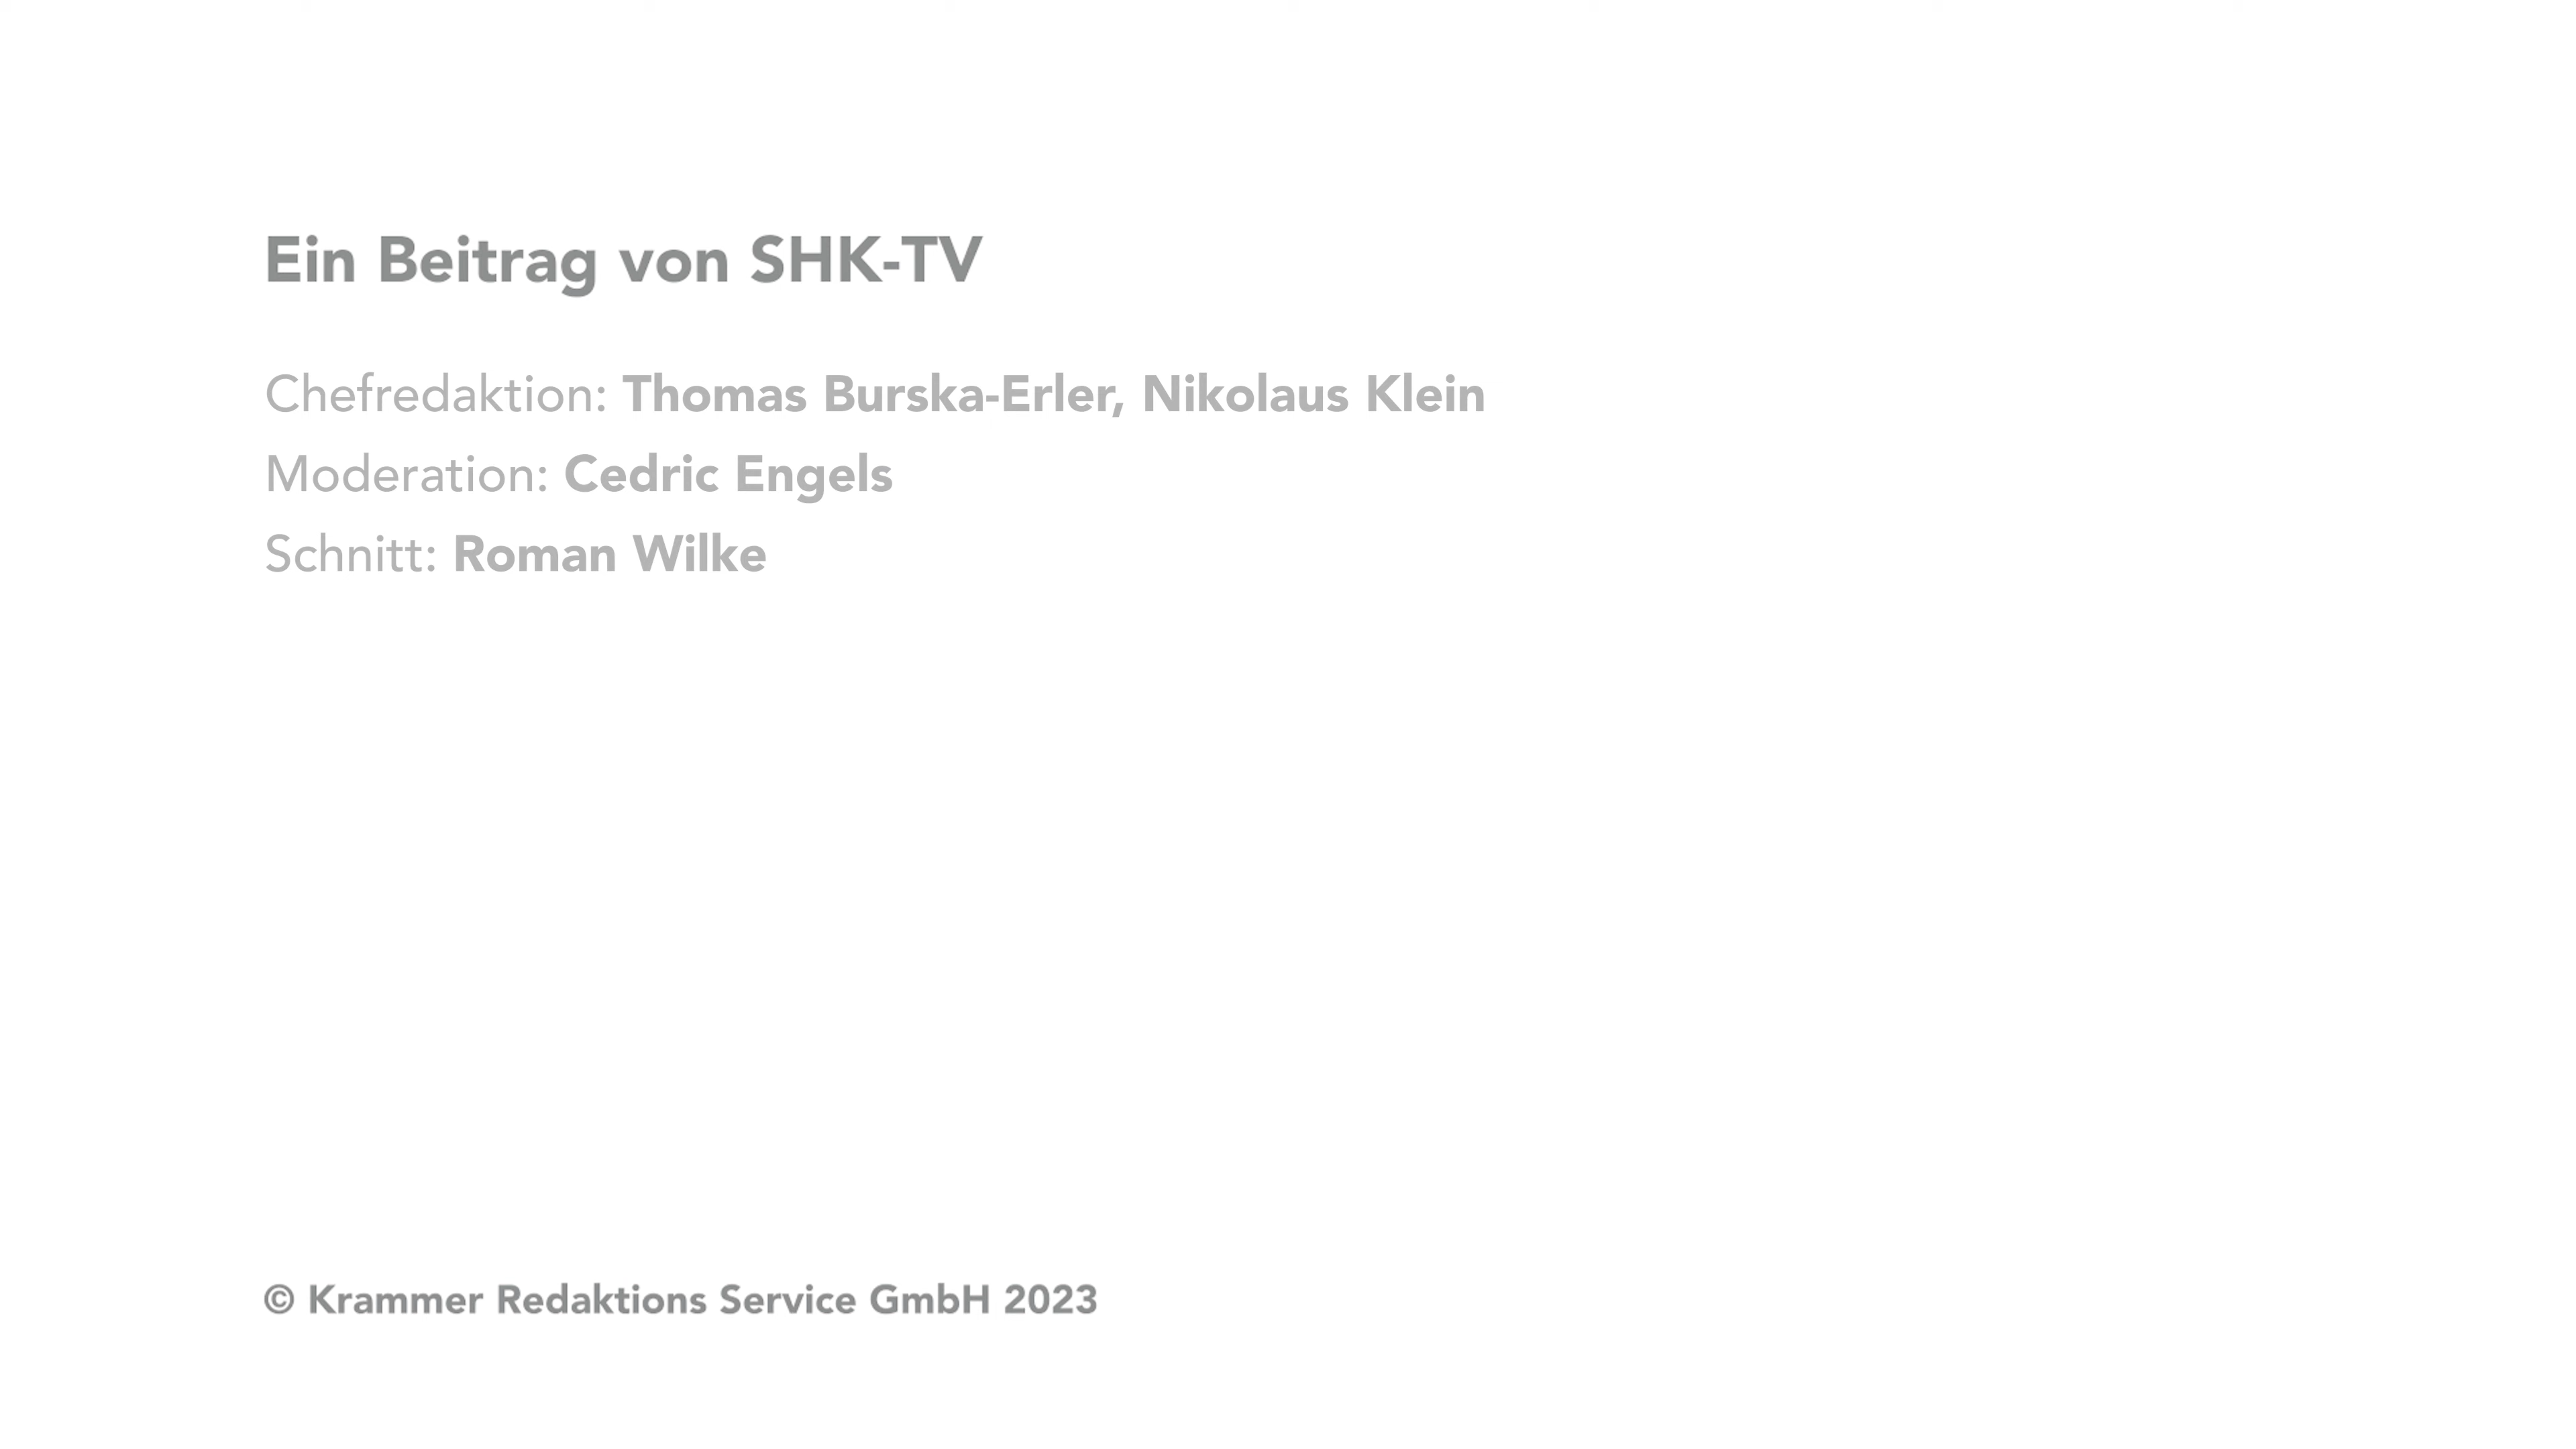 Ein Beitrag von SHK-TV
Chefredaktion: Thomas Burska-Erler, Nikolaus Klein
Moderation: Cedric Engels
Schnitt: Roman Wilke
© Krammer Redaktions Service GmbH 2023